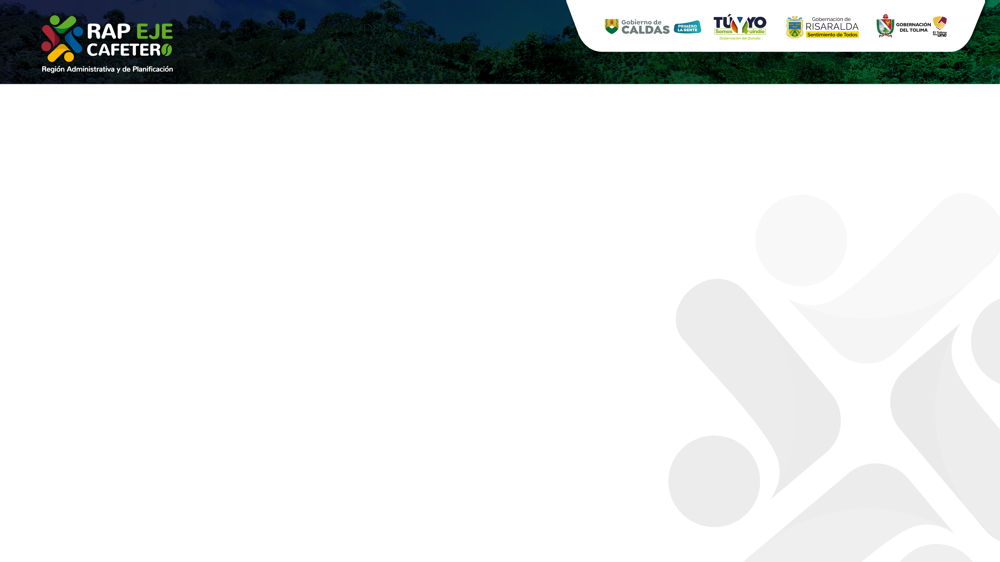 RAP EJE
CAFETERO
Región Administrativa y de Planificación
Gobierno de
CALDAS
PRIMERO
LA GENTE
TÚ Y YO
Somos Quindío
Gobernación del Quindío
Gobernación de
RISARALDA
Sentimiento de Todos
GOBERNACIÓN
DEL TOLIMA
El Tolima
nos une